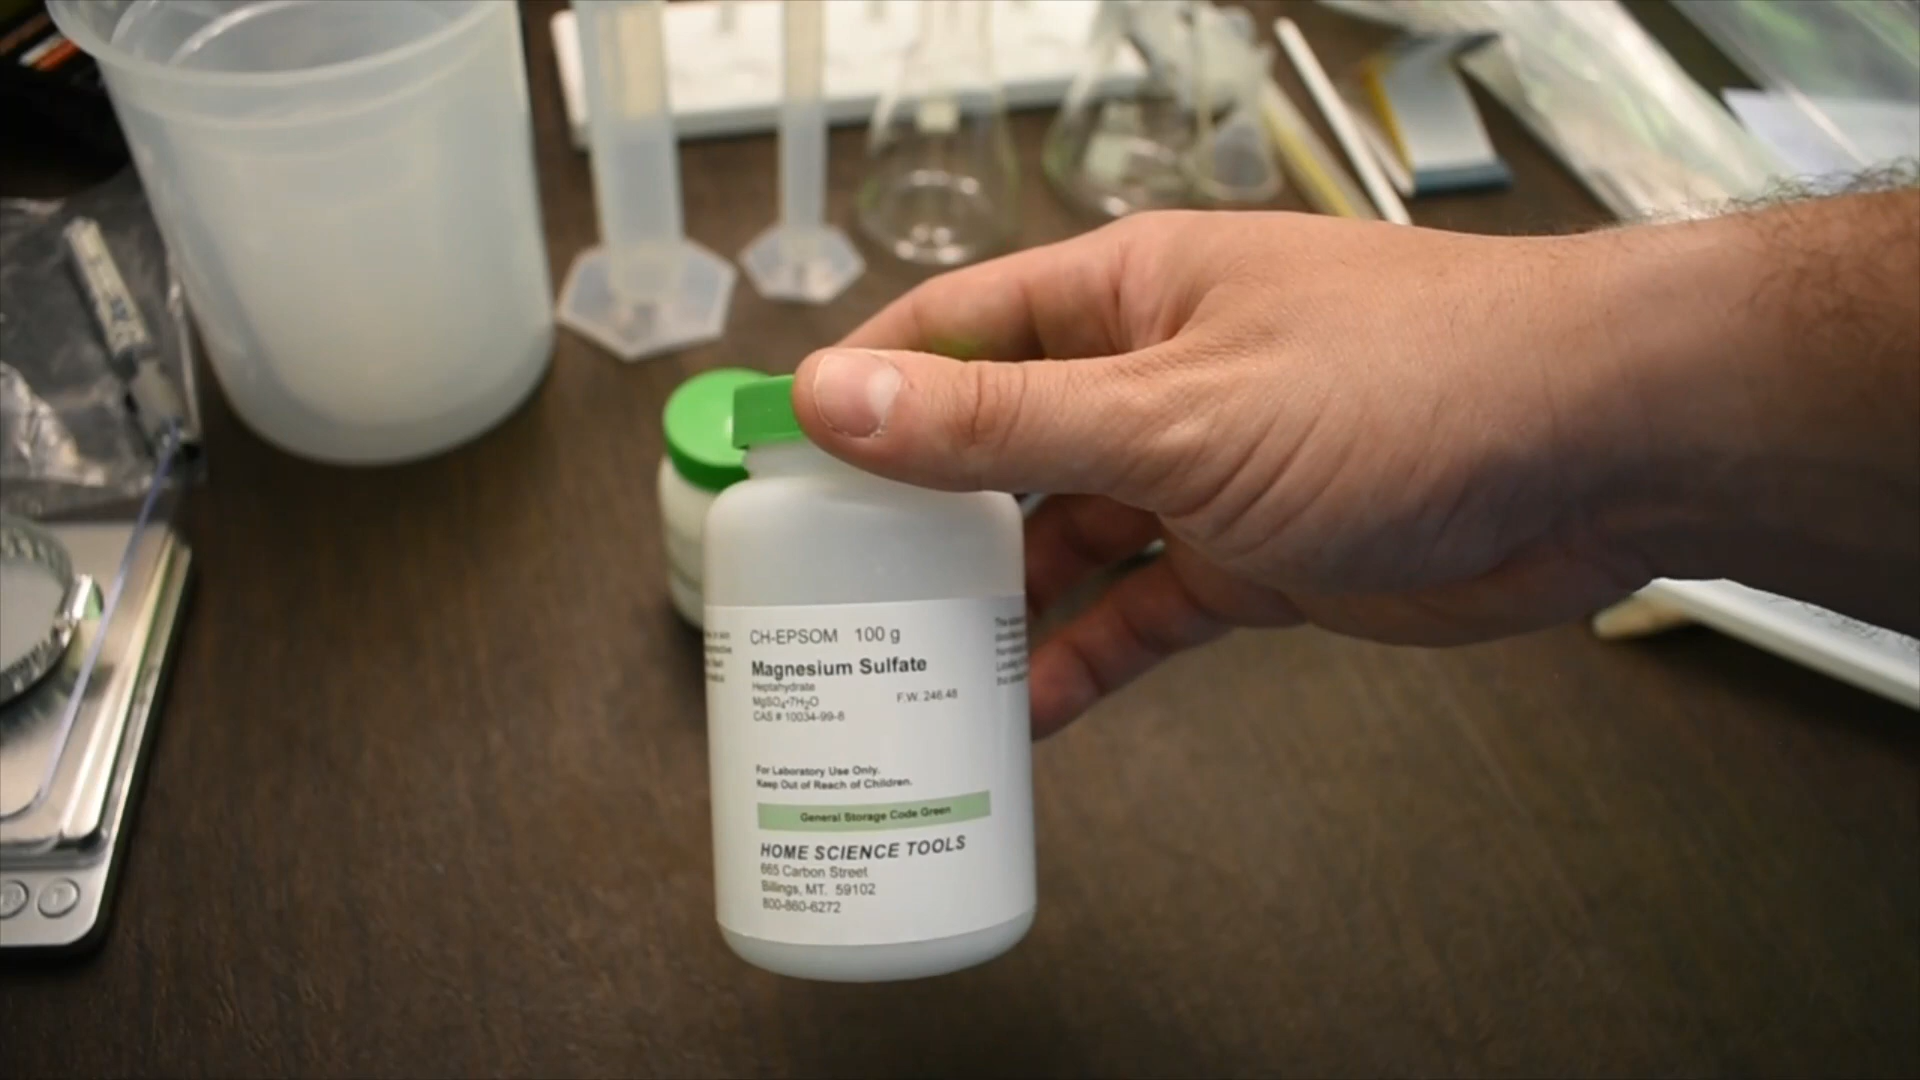 CH-EPSOM 100 g
Magnesium Sulfate
Heptahydrate
MgSO₄•7H₂O F.W. 246.48
CAS # 10034-99-8
For Laboratory Use Only.
Keep Out of Reach of Children.
General Storage Code Green
HOME SCIENCE TOOLS
665 Carbon Street
Billings, MT. 59102
800-860-6272